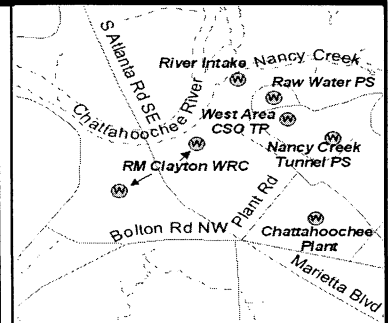 S Atlanta Rd SE
River Intake
Nancy Creek
Raw Water PS
Chattahoochee River
West Area
CSO TP
Nancy Creek
Tunnel PS
RM Clayton WRC
Plant Rd
Bolton Rd NW
Chattahoochee
Plant
Marietta Blvd
W
W
W
W
W
W
W